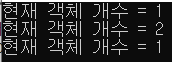 현재 객체 개수 = 1
현재 객체 개수 = 2
현재 객체 개수 = 1